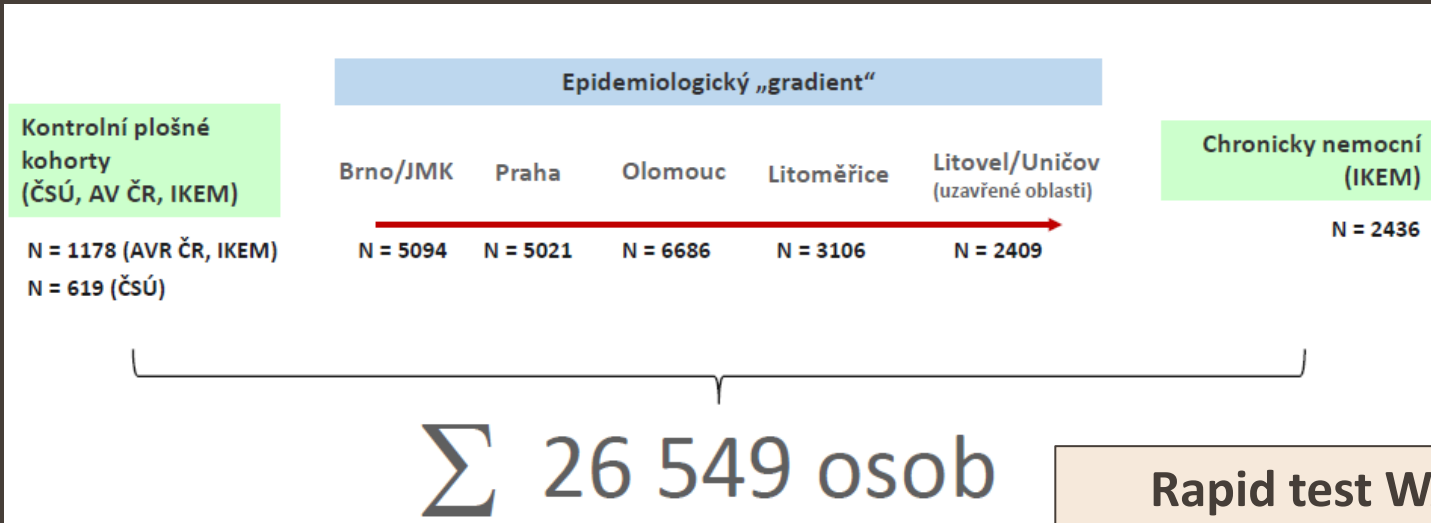 Epidemiologický „gradient“
Kontrolní plošné
kohorty
(ČSÚ, AV ČR, IKEM)
N = 1178 (AVR ČR, IKEM)
N = 619 (ČSÚ)
Brno/JMK
Praha
Olomouc
Litoměřice
Litovel/Uničov
(uzavřené oblasti)
N = 5094
N = 5021
N = 6686
N = 3106
N = 2409
Chronicky nemocní
(IKEM)
N = 2436
∑ 26 549 osob
Rapid test